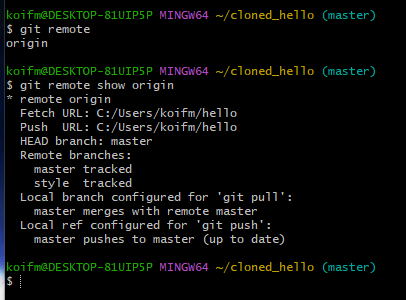 koifm@DESKTOP-81UIP5P MINGW64 ~/cloned_hello (master)
$ git remote
origin
koifm@DESKTOP-81UIP5P MINGW64 ~/cloned_hello (master)
$ git remote show origin
* remote origin
  Fetch URL: C:/Users/koifm/hello
  Push  URL: C:/Users/koifm/hello
  HEAD branch: master
  Remote branches:
    master tracked
    style  tracked
  Local branch configured for 'git pull':
    master merges with remote master
  Local ref configured for 'git push':
    master pushes to master (up to date)
koifm@DESKTOP-81UIP5P MINGW64 ~/cloned_hello (master)
$